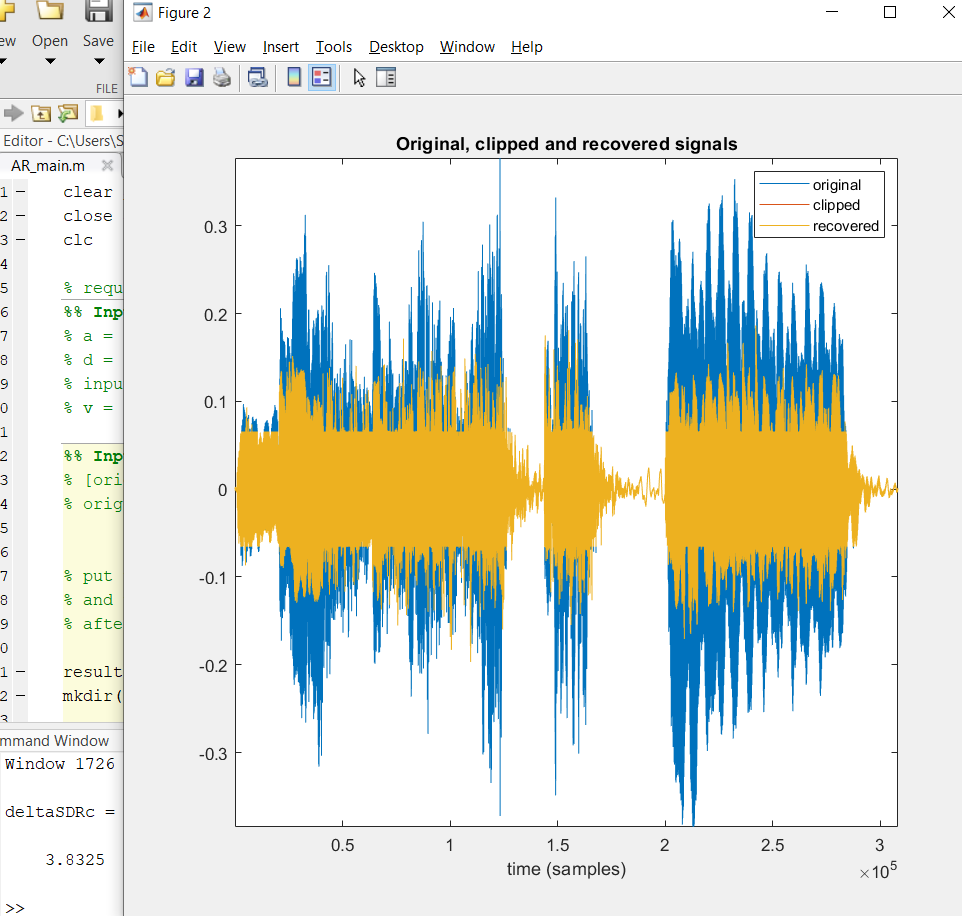 Figure 2
File Edit View Insert Tools Desktop Window Help
ew Open Save
FILE
Editor - C:\Users\S
AR_main.m
1 clear
2 close
3 clc
4
5 % requ
6 %% Inp
7 % a =
8 % d =
9 % inpu
0 % v =
1
2 %% Inp
3 % [ori
4 % orig
5
6
7 % put
8 % and
9 % afte
0
1 result
2 mkdir(
3
mmand Window
Window 1726
deltaSDRc =
3.8325
>>
Original, clipped and recovered signals
original
clipped
recovered
0.3
0.2
0.1
0
-0.1
-0.2
-0.3
0.5 1 1.5 2 2.5 3
time (samples)
×10^5